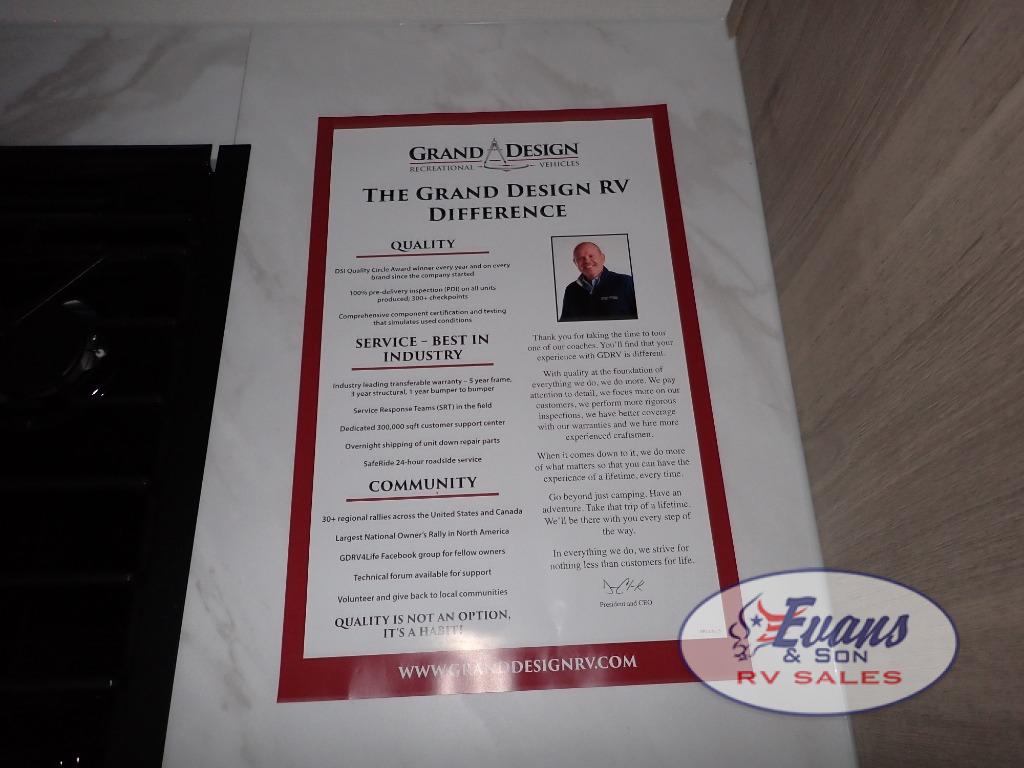 GRAND DESIGN
RECREATIONAL VEHICLES
THE GRAND DESIGN RV
DIFFERENCE
QUALITY
DSI Quality Circle Award winner every year and on every
brand since the company started
100% pre-delivery inspection (PDI) on all units
produced; 300+ checkpoints
Comprehensive component certification and testing
that simulates used conditions
SERVICE – BEST IN
INDUSTRY
Industry leading transferable warranty – 5 year frame,
3 year structural, 1 year bumper to bumper
Service Response Teams (SRT) in the field
Dedicated 300,000 sqft customer support center
Overnight shipping of unit down repair parts
SafeRide 24-hour roadside service
COMMUNITY
30+ regional rallies across the United States and Canada
Largest National Owner's Rally in North America
GDRV4Life Facebook group for fellow owners
Technical forum available for support
Volunteer and give back to local communities
QUALITY IS NOT AN OPTION,
IT'S A HABIT!
Thank you for taking the time to tour
one of our coaches. You'll find that your
experience with GDRV is different.
With quality at the foundation of
everything we do, we do more. We pay
attention to detail, we focus more on our
customers, we perform more rigorous
inspections, we have better coverage
with our warranties and we hire more
experienced craftsmen.
When it comes down to it, we do more
of what matters so that you can have the
experience of a lifetime, every time.
Go beyond just camping. Have an
adventure. Take that trip of a lifetime.
We'll be there with you every step of
the way.
In everything we do, we strive for
nothing less than customers for life.
President and CEO
WWW.GRANDDESIGNRV.COM
Evans
& SON
RV SALES